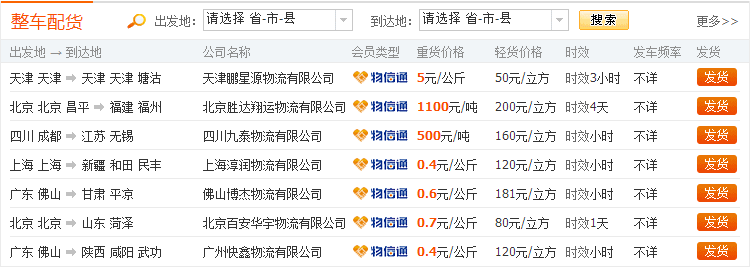 整车配货 出发地： 请选择 省-市-县 到达地： 请选择 省-市-县 搜索 更多>>
出发地 ➡ 到达地 公司名称 会员类型 重货价格 轻货价格 时效 发车频率 发货
天津 天津 ➡ 天津 天津 塘沽 天津鹏星源物流有限公司 物信通 5元/公斤 50元/立方 时效3小时 不详 发货
北京 北京 昌平 ➡ 福建 福州 北京胜达翔运物流有限公司 物信通 1100元/吨 200元/立方 时效4天 不详 发货
四川 成都 ➡ 江苏 无锡 四川九泰物流有限公司 物信通 500元/吨 160元/立方 时效小时 不详 发货
上海 上海 ➡ 新疆 和田 民丰 上海淳润物流有限公司 物信通 0.4元/公斤 120元/立方 时效小时 不详 发货
广东 佛山 ➡ 甘肃 平凉 佛山博杰物流有限公司 物信通 0.6元/公斤 181元/立方 时效小时 不详 发货
北京 北京 ➡ 山东 菏泽 北京百安华宇物流有限公司 物信通 0.7元/公斤 80元/立方 时效1天 不详 发货
广东 佛山 ➡ 陕西 咸阳 武功 广州快鑫物流有限公司 物信通 0.4元/公斤 120元/立方 时效小时 不详 发货